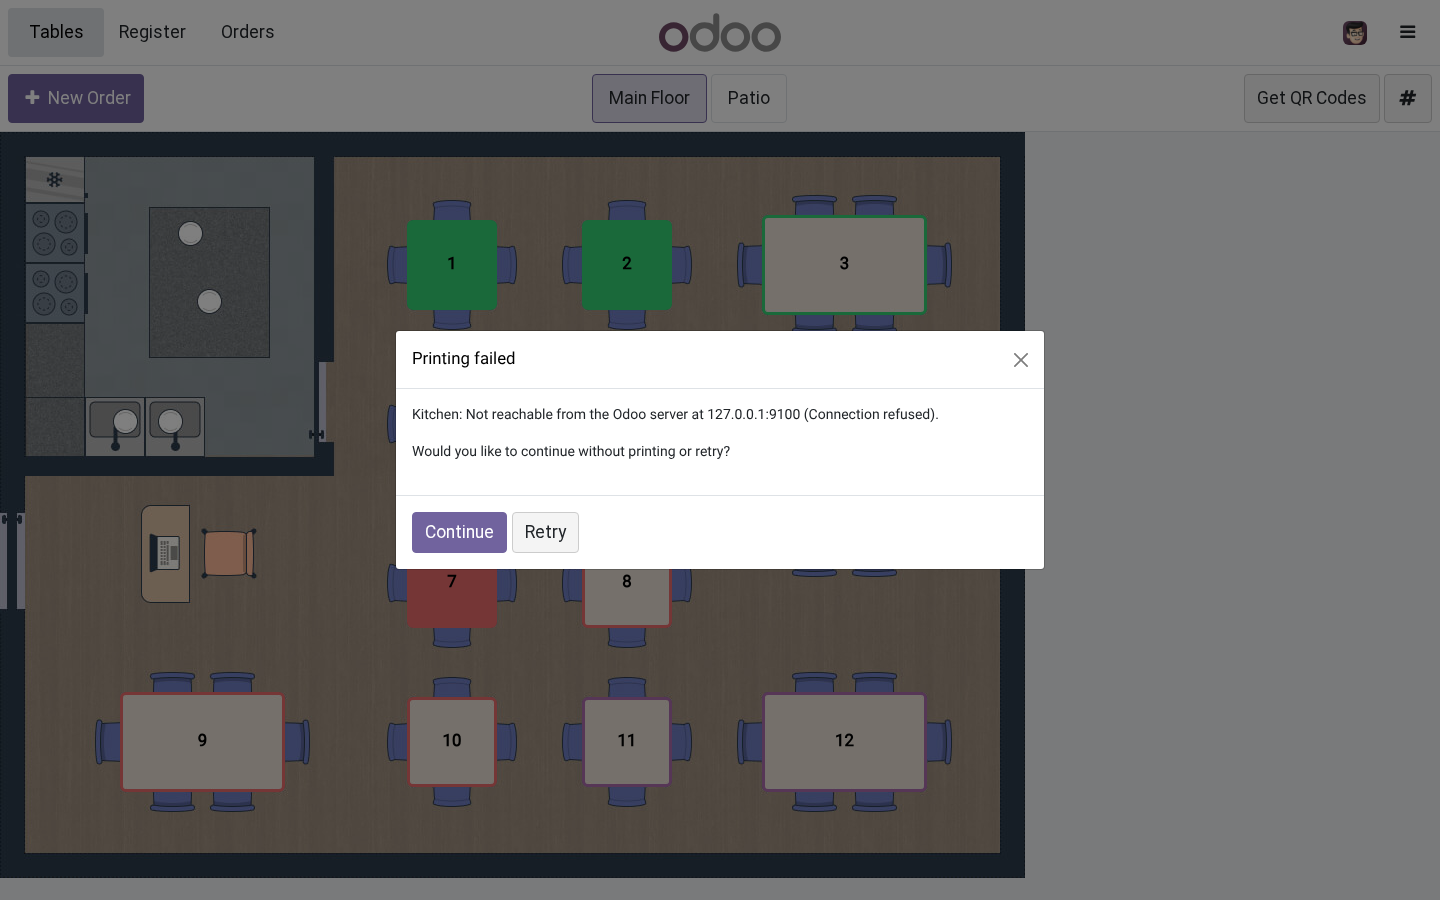 Tables
Register
Orders
odoo
New Order
Main Floor
Patio
Get QR Codes
#
1
2
3
Printing failed
Kitchen: Not reachable from the Odoo server at 127.0.0.1:9100 (Connection refused).
Would you like to continue without printing or retry?
Continue
Retry
7
8
9
10
11
12